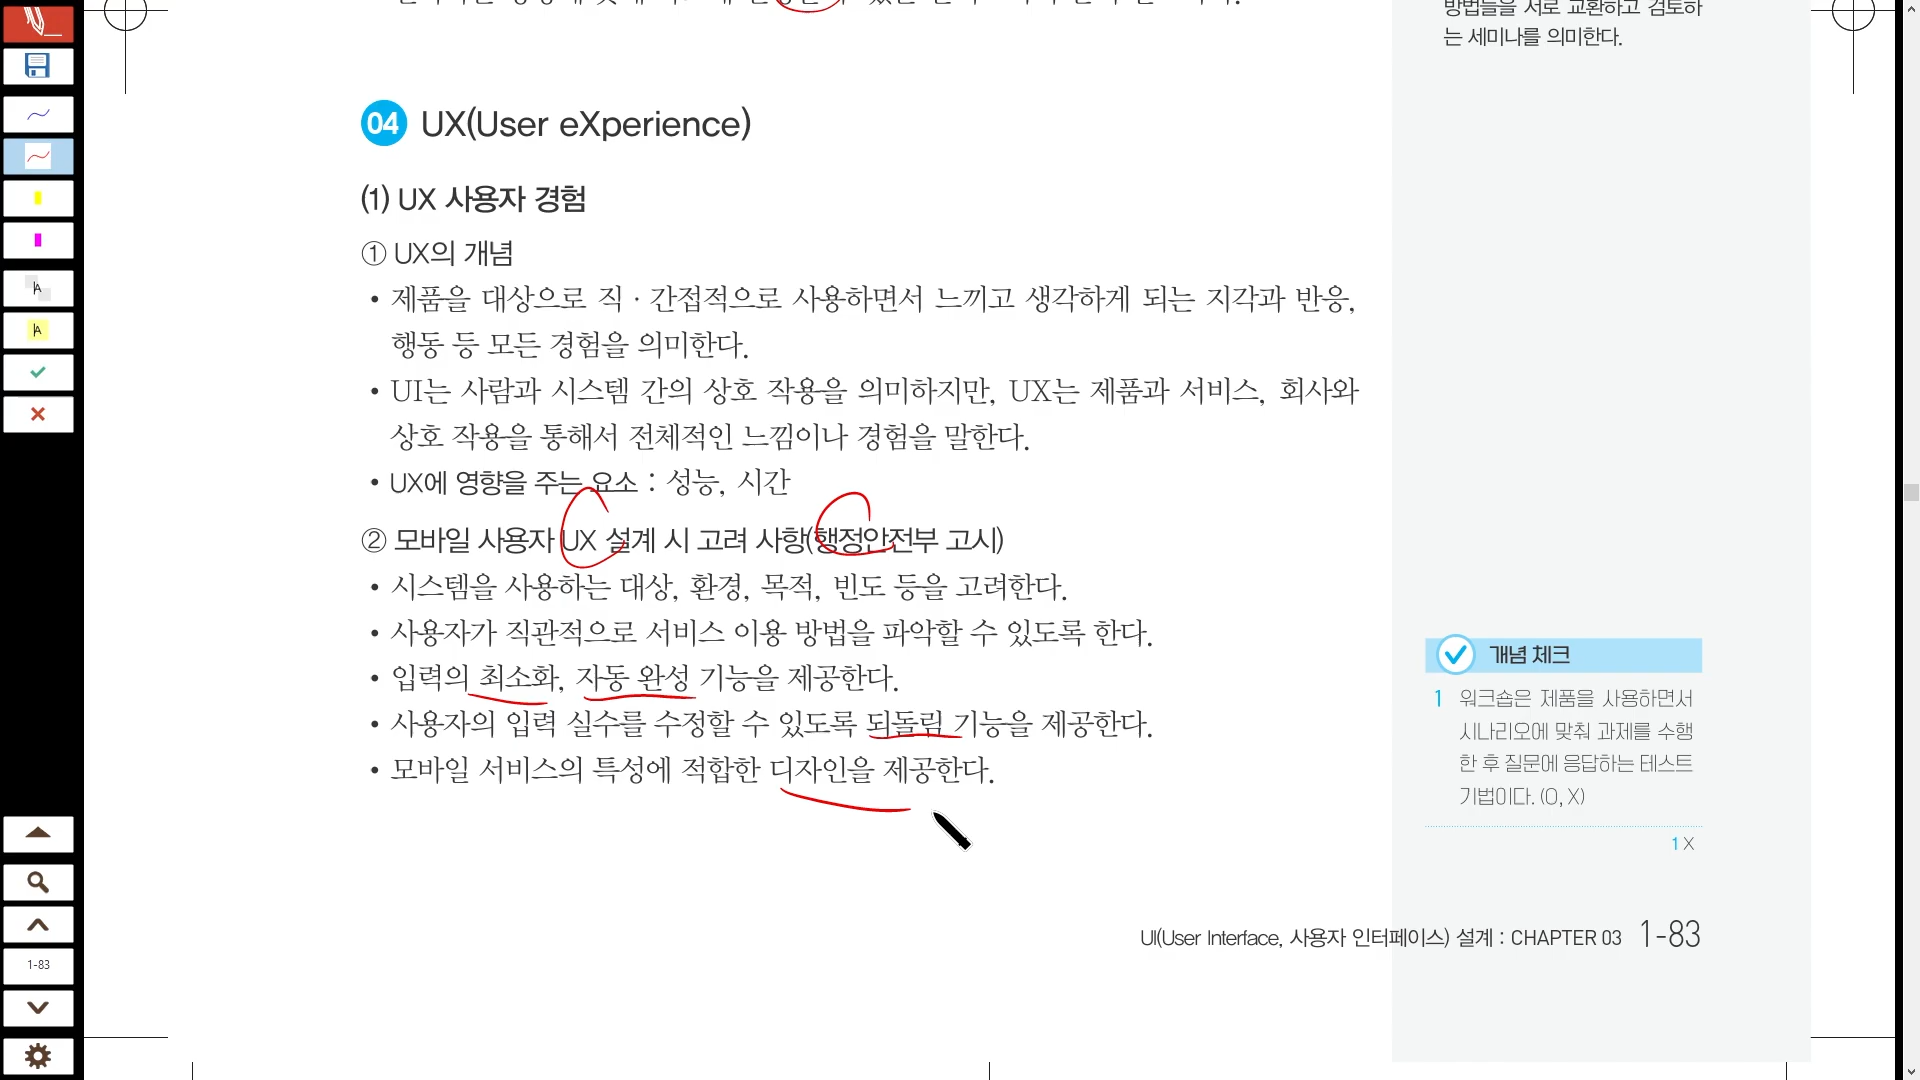 방법들을 서로 교환하고 검토하
는 세미나를 의미한다.
04 UX(User eXperience)
(1) UX 사용자 경험
① UX의 개념
• 제품을 대상으로 직·간접적으로 사용하면서 느끼고 생각하게 되는 지각과 반응,
행동 등 모든 경험을 의미한다.
• UI는 사람과 시스템 간의 상호 작용을 의미하지만, UX는 제품과 서비스, 회사와
상호 작용을 통해서 전체적인 느낌이나 경험을 말한다.
• UX에 영향을 주는 요소 : 성능, 시간
② 모바일 사용자 UX 설계 시 고려 사항(행정안전부 고시)
• 시스템을 사용하는 대상, 환경, 목적, 빈도 등을 고려한다.
• 사용자가 직관적으로 서비스 이용 방법을 파악할 수 있도록 한다.
• 입력의 최소화, 자동 완성 기능을 제공한다.
• 사용자의 입력 실수를 수정할 수 있도록 되돌림 기능을 제공한다.
• 모바일 서비스의 특성에 적합한 디자인을 제공한다.
개념 체크
1 워크숍은 제품을 사용하면서
시나리오에 맞춰 과제를 수행
한 후 질문에 응답하는 테스트
기법이다. (O, X)
1 X
UI(User Interface, 사용자 인터페이스) 설계 : CHAPTER 03 1-83
A
A
1-83